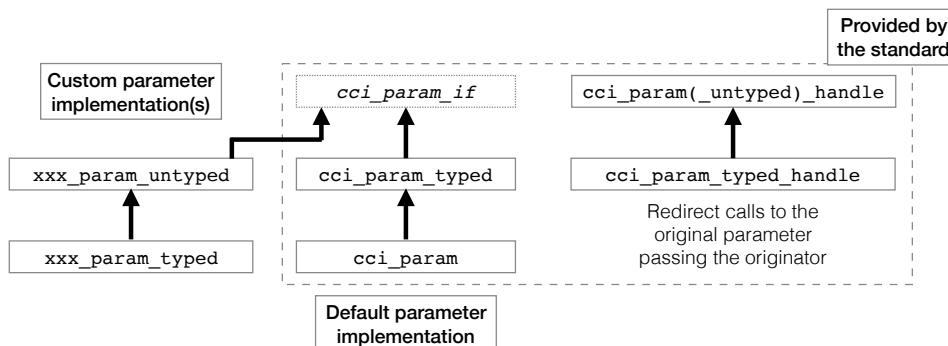 Provided by
the standard
Custom parameter
implementation(s)
cci_param_if
cci_param(_untyped)_handle
xxx_param_untyped
cci_param_typed
cci_param_typed_handle
Redirect calls to the
original parameter
passing the originator
xxx_param_typed
cci_param
Default parameter
implementation